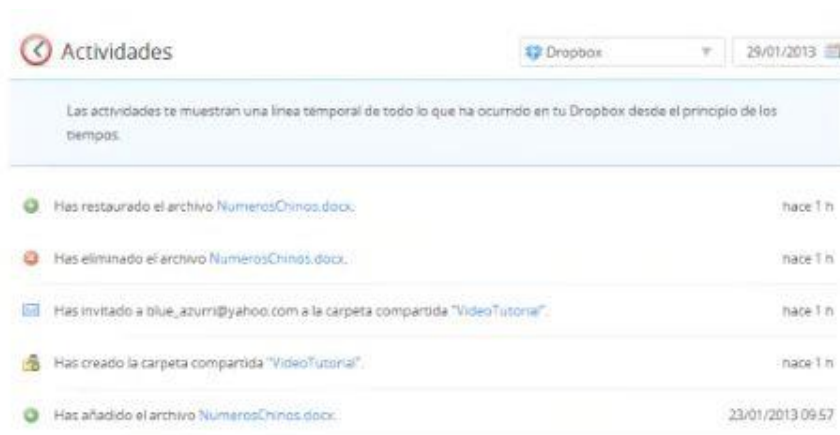 Actividades
Dropbox
29/01/2013
Las actividades te muestran una línea temporal de todo lo que ha ocurrido en tu Dropbox desde el principio de los
tiempos.
Has restaurado el archivo NumerosChinos.docx.
hace 1 h
Has eliminado el archivo NumerosChinos.docx.
hace 1 h
Has invitado a blue_azurri@yahoo.com a la carpeta compartida "VideoTutorial".
hace 1 h
Has creado la carpeta compartida "VideoTutorial".
hace 1 h
Has añadido el archivo NumerosChinos.docx.
23/01/2013 09:57